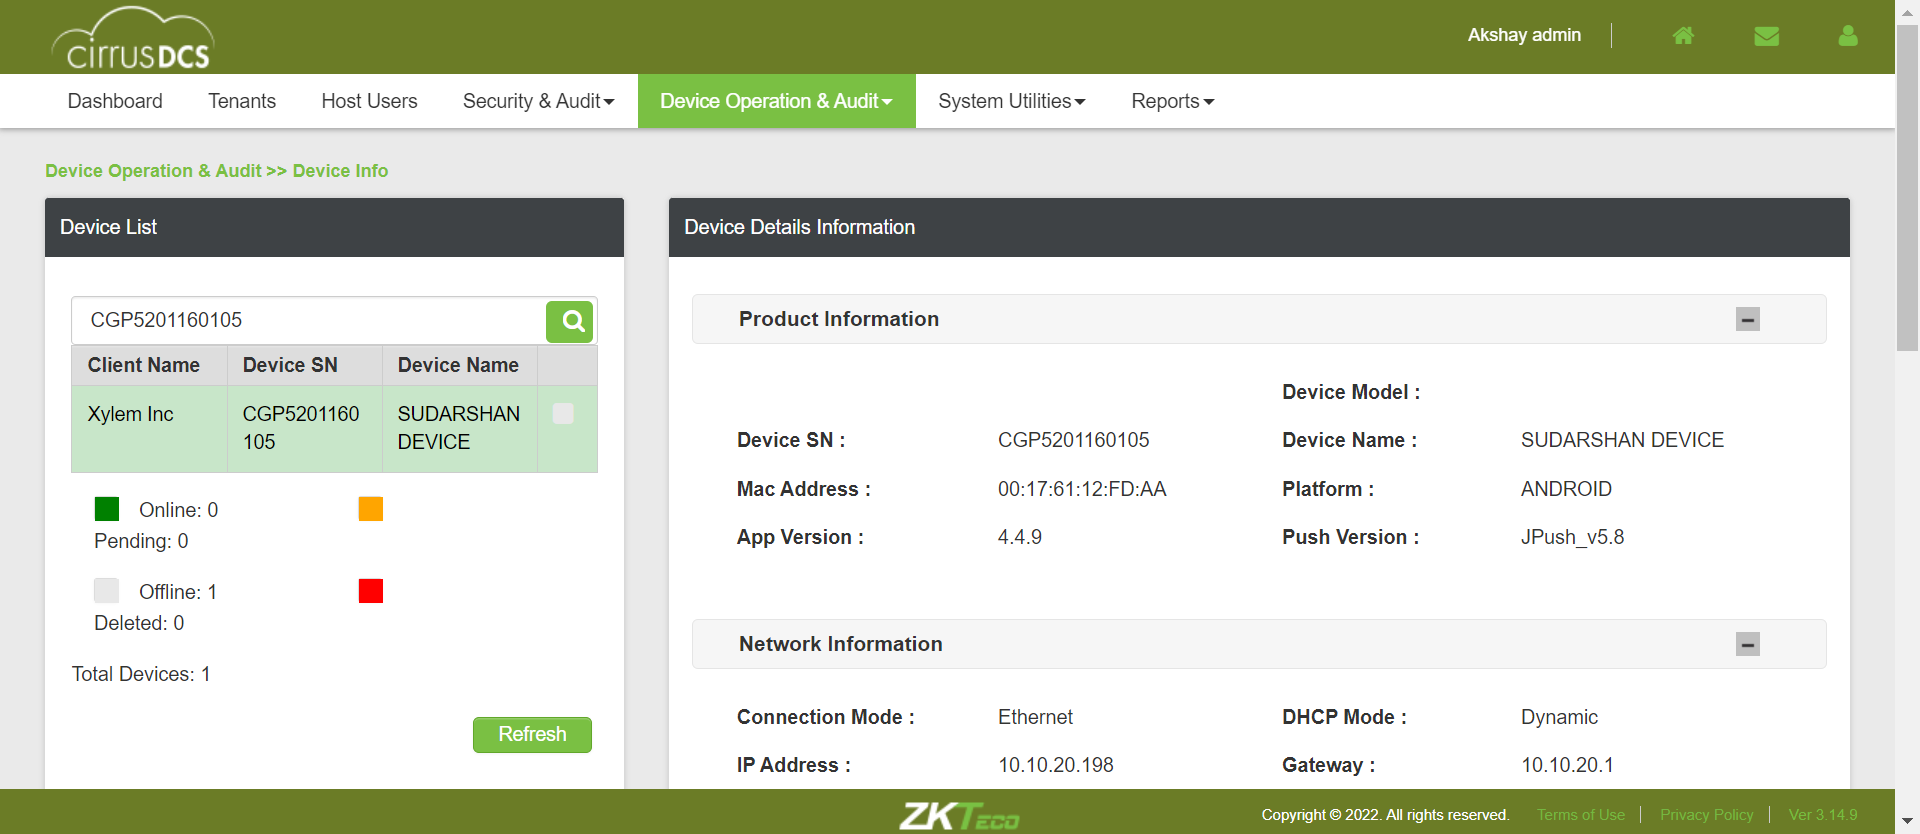 cirrusDCS
Akshay admin
Dashboard Tenants Host Users Security & Audit Device Operation & Audit System Utilities Reports
Device Operation & Audit >> Device Info
Device List
CGP5201160105
Client Name Device SN Device Name
Xylem Inc CGP5201160 SUDARSHAN
105 DEVICE
Online: 0
Pending: 0
Offline: 1
Deleted: 0
Total Devices: 1
Refresh
Device Details Information
Product Information
Device Model :
Device SN : CGP5201160105 Device Name : SUDARSHAN DEVICE
Mac Address : 00:17:61:12:FD:AA Platform : ANDROID
App Version : 4.4.9 Push Version : JPush_v5.8
Network Information
Connection Mode : Ethernet DHCP Mode : Dynamic
IP Address : 10.10.20.198 Gateway : 10.10.20.1
ZKTECO
Copyright © 2022. All rights reserved. Terms of Use Privacy Policy Ver 3.14.9